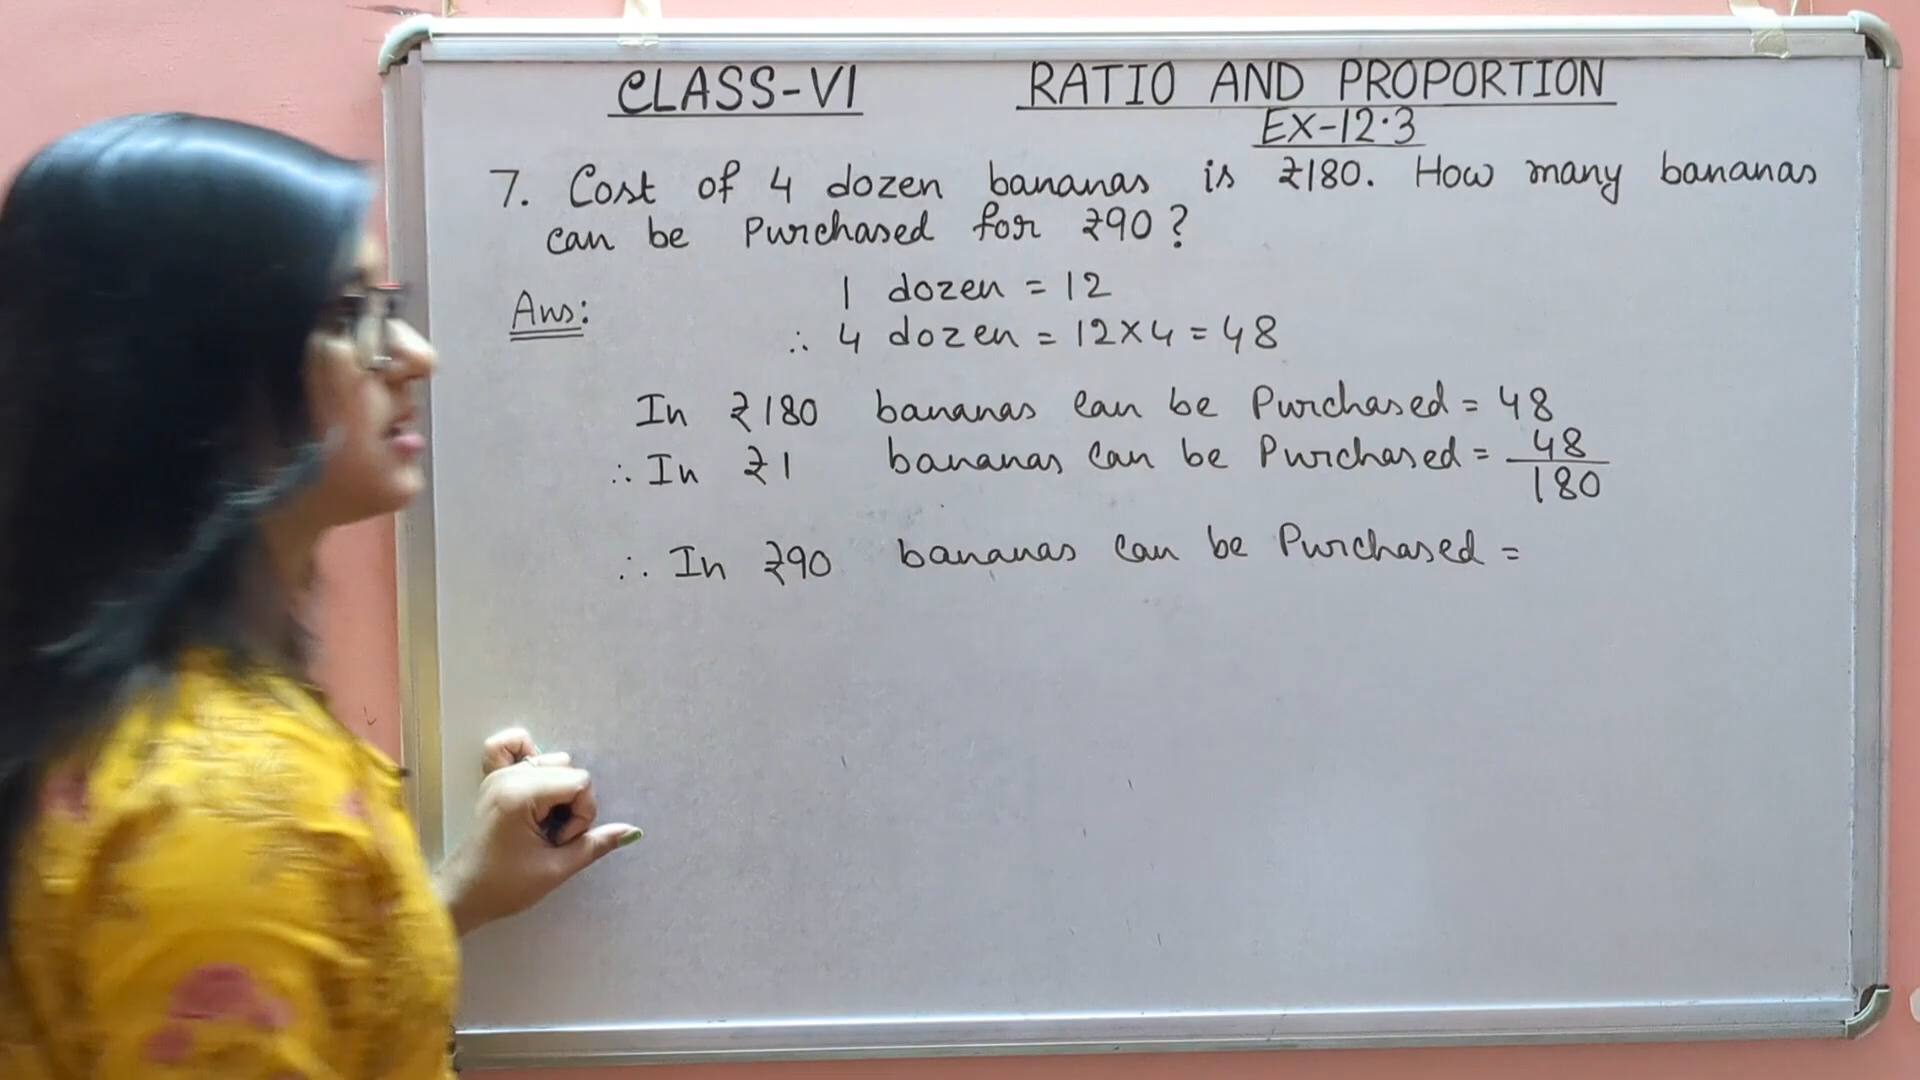 CLASS-VI RATIO AND PROPORTION
EX-12.3
7. Cost of 4 dozen bananas is ₹180. How many bananas
can be Purchased for ₹90?
Ans: 1 dozen = 12
∴ 4 dozen = 12×4 = 48
In ₹180 bananas can be Purchased = 48
∴ In ₹1 bananas can be Purchased = 48/180
∴ In ₹90 bananas can be Purchased =